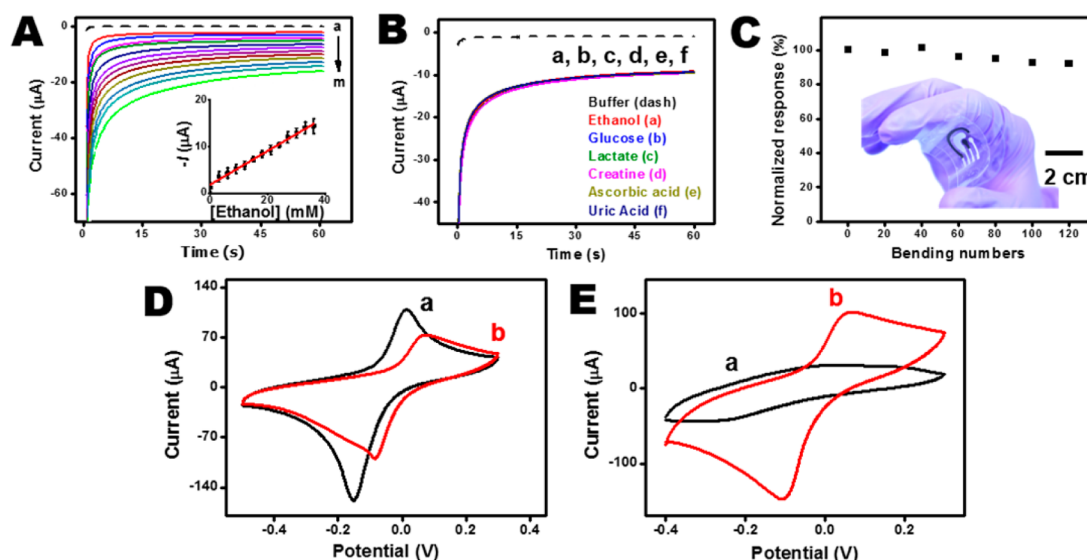 A
0
-20
-40
-60
Current (μA)
0
15
30
45
60
Time (s)
a
m
20
10
0
-I (μA)
0
10
20
30
40
[Ethanol] (mM)
B
0
-10
-20
-30
-40
Current (μA)
0
15
30
45
60
Time (s)
a, b, c, d, e, f
Buffer (dash)
Ethanol (a)
Glucose (b)
Lactate (c)
Creatine (d)
Ascorbic acid (e)
Uric Acid (f)
C
100
80
60
40
20
0
Normalized response (%)
0
20
40
60
80
100
120
Bending numbers
2 cm
D
140
70
0
-70
-140
Current (μA)
-0.4
-0.2
0.0
0.2
0.4
Potential (V)
a
b
E
100
0
-100
Current (μA)
-0.4
-0.2
0.0
0.2
Potential (V)
a
b